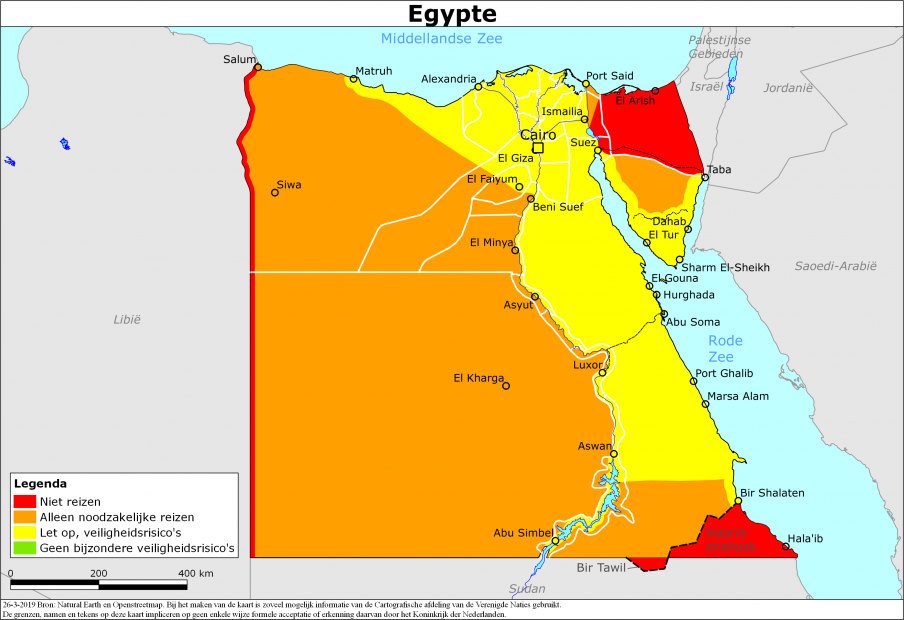 Egypte
Middellandse Zee
Palestijnse
Gebieden
Salum
Matruh
Alexandria
Port Said
Israël
Jordanië
El Arish
Ismailia
Cairo
Suez
El Giza
Taba
Siwa
El Faiyum
Beni Suef
Dahab
El Tur
El Minya
Sharm El-Sheikh
Saoedi-Arabië
El Gouna
Hurghada
Asyut
Libië
Abu Soma
Rode
Zee
Luxor
El Kharga
Port Ghalib
Marsa Alam
Aswan
Legenda
Niet reizen
Alleen noodzakelijke reizen
Let op, veiligheidsrisico's
Geen bijzondere veiligheidsrisico's
Bir Shalaten
Abu Simbel
Hala'ib
Hala'ib
Bir Tawil
Sudan
0 200 400 km
26-3-2019 Bron: Natural Earth en Openstreetmap. Bij het maken van de kaart is zoveel mogelijk informatie van de Cartografische afdeling van de Verenigde Naties gebruikt.
De grenzen, namen en tekens op deze kaart impliceren op geen enkele wijze formele acceptatie of erkenning daarvan door het Koninkrijk der Nederlanden.